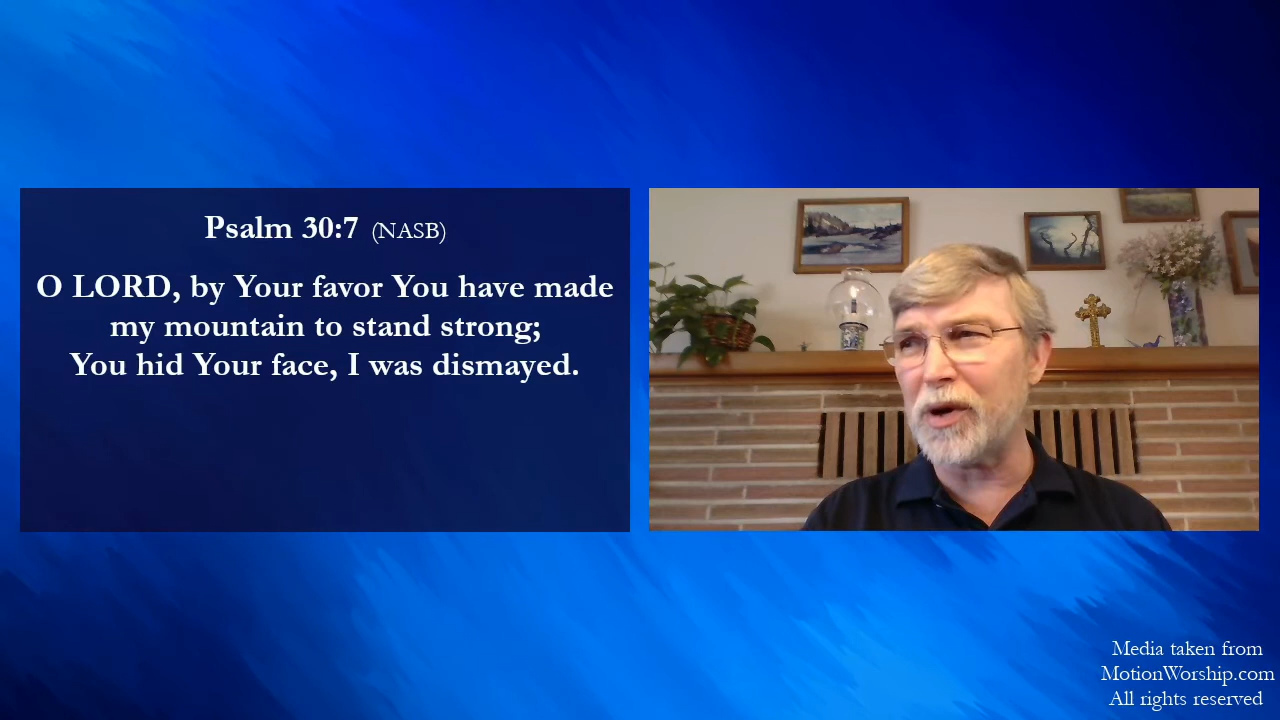 Psalm 30:7 (NASB)
O LORD, by Your favor You have made
my mountain to stand strong;
You hid Your face, I was dismayed.
Media taken from
MotionWorship.com
All rights reserved